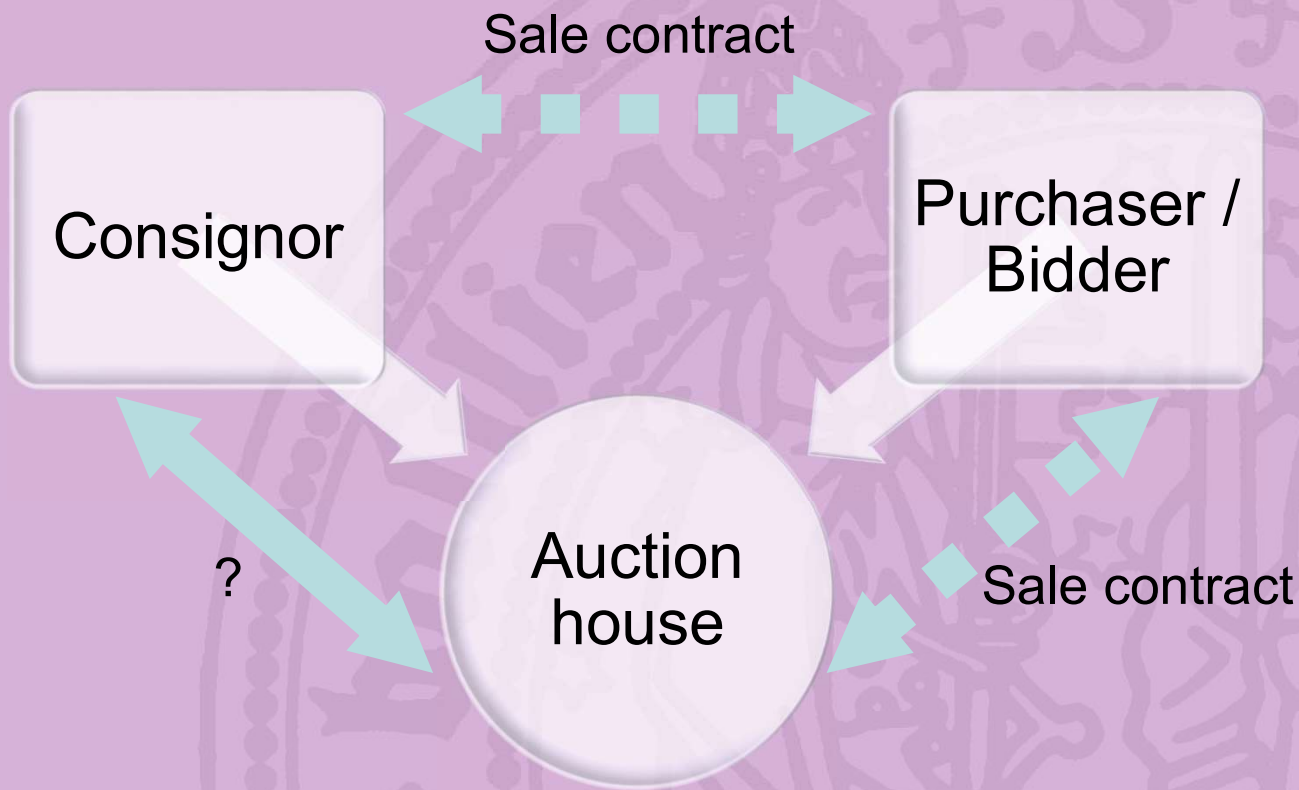 Sale contract
Consignor
Purchaser /
Bidder
?
Auction
house
Sale contract